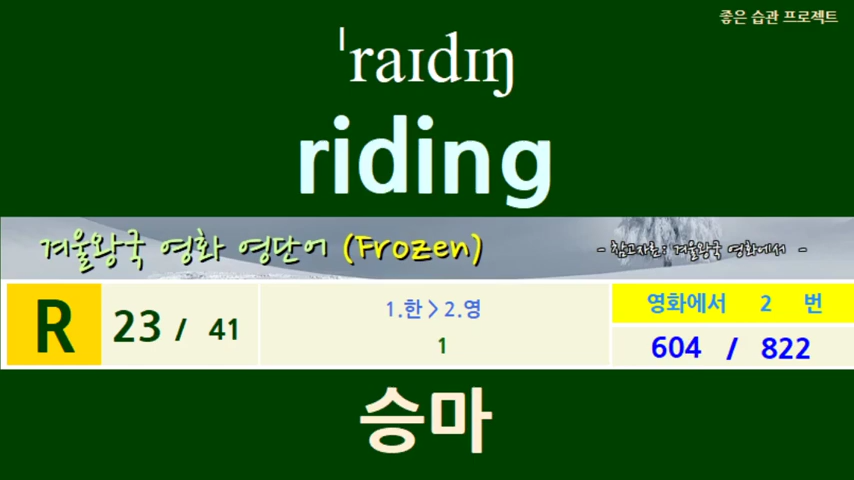 좋은 습관 프로젝트
ˈraɪdɪŋ
riding
겨울왕국 영화 영단어 (Frozen)
- 참고자료: 겨울왕국 영화에서 -
R 23 / 41
1.한 > 2.영
1
영화에서 2 번
604 / 822
승마